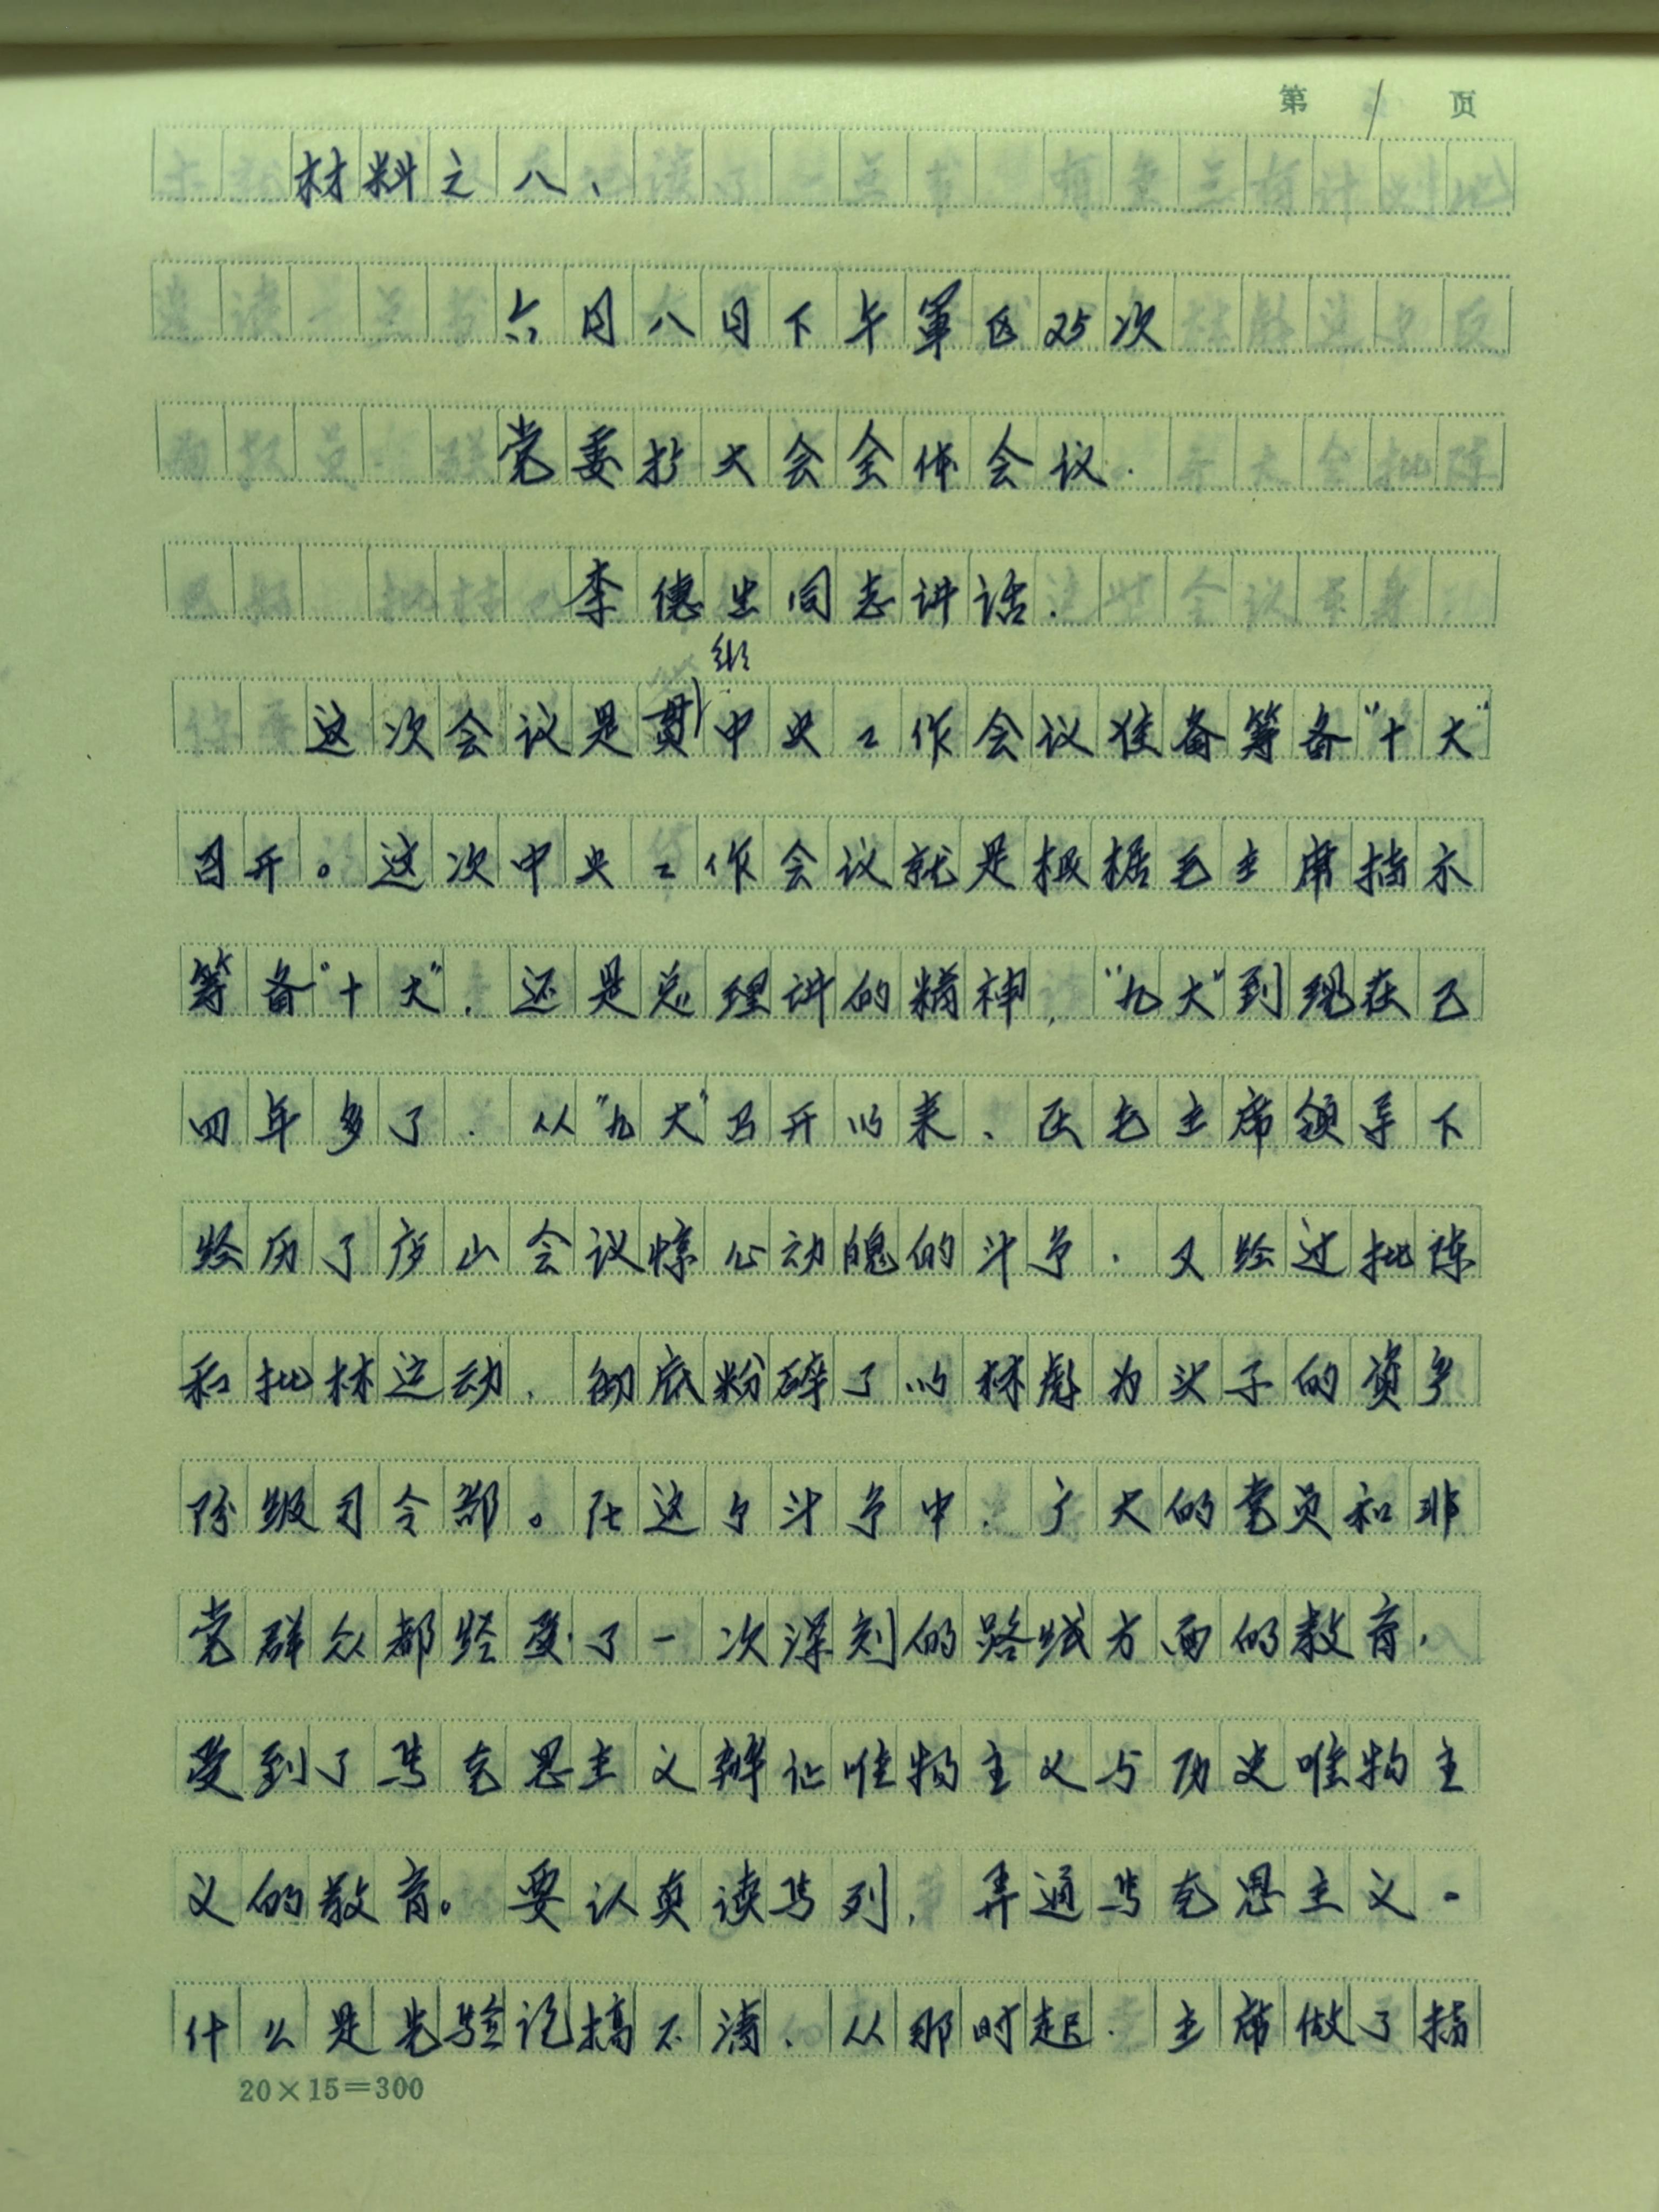 第 1 页
材料之八、
六月八日下午軍区25次
党委扩大会全体会议.
李德生同志讲话.
这次会议是贯彻中央工作会议准备筹备“十大”
召开。这次中央工作会议就是根据毛主席指示
筹备“十大”.还是总理讲的精神,“九大”到现在已
四年多了.从“九大”召开以来、在毛主席领导下
经历了庐山会议惊心动魄的斗争.又经过批陈
和批林运动、彻底粉碎了以林彪为头子的资产
阶级司令部。在这个斗争中.广大的党员和非
党群众都经受了一次深刻的路线方面的教育.
受到了马克思主义辩证唯物主义与历史唯物主
义的教育。要认真读马列,弄通马克思主义.
什么是先验论搞不清、从那时起.主席做了指
20×15=300